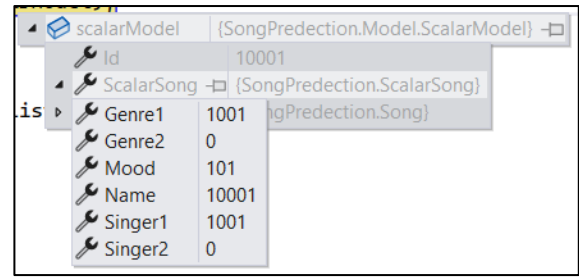 scalarModel {SongPredection.Model.ScalarModel}
Id 10001
ScalarSong {SongPredection.ScalarSong}
ngPredection.Song}
Genre1 1001
Genre2 0
Mood 101
Name 10001
Singer1 1001
Singer2 0